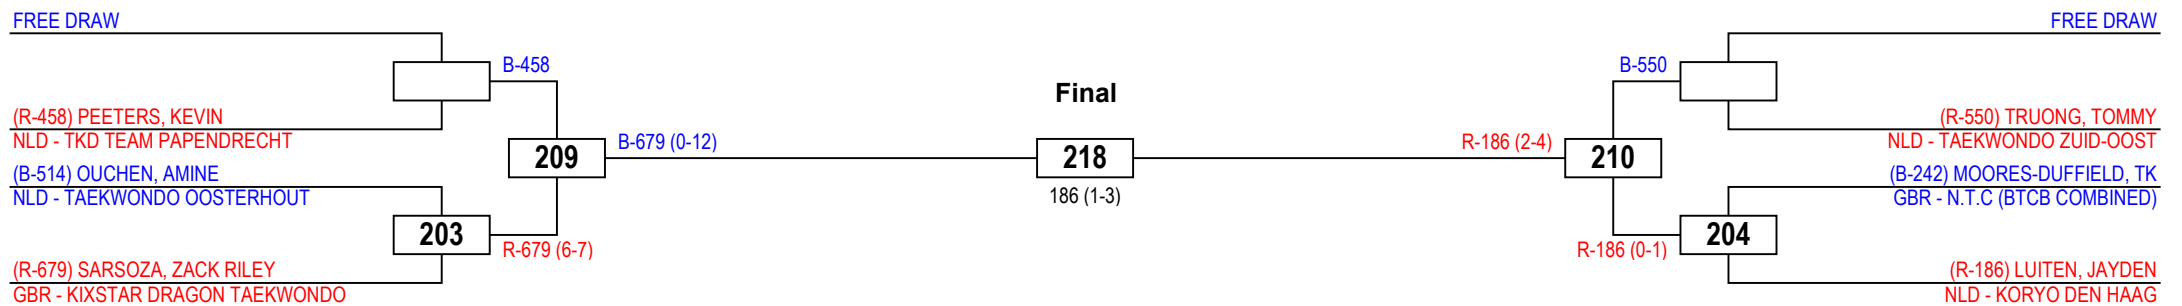 FREE DRAW
(R-458) PEETERS, KEVIN
NLD - TKD TEAM PAPENDRECHT
(B-514) OUCHEN, AMINE
NLD - TAEKWONDO OOSTERHOUT
203
(R-679) SARSOZA, ZACK RILEY
GBR - KIXSTAR DRAGON TAEKWONDO
B-458
209
R-679 (6-7)
B-679 (0-12)
Final
218
186 (1-3)
R-186 (2-4)
B-550
210
R-186 (0-1)
FREE DRAW
(R-550) TRUONG, TOMMY
NLD - TAEKWONDO ZUID-OOST
(B-242) MOORES-DUFFIELD, TK
GBR - N.T.C (BTCB COMBINED)
204
(R-186) LUITEN, JAYDEN
NLD - KORYO DEN HAAG